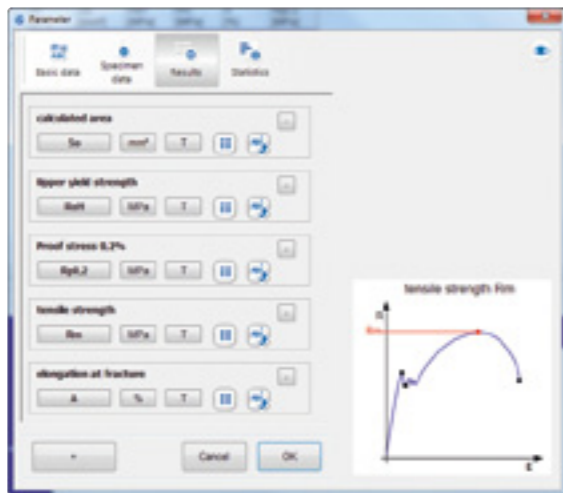 Parameter
Basic data
Specimen data
Results
Statistics
calculated area
So mm² T
Upper yield strength
ReH MPa T
Proof stress 0.2%
Rp0,2 MPa T
tensile strength
Rm MPa T
elongation at fracture
A % T
+
Cancel
OK
tensile strength Rm
Rm
ε